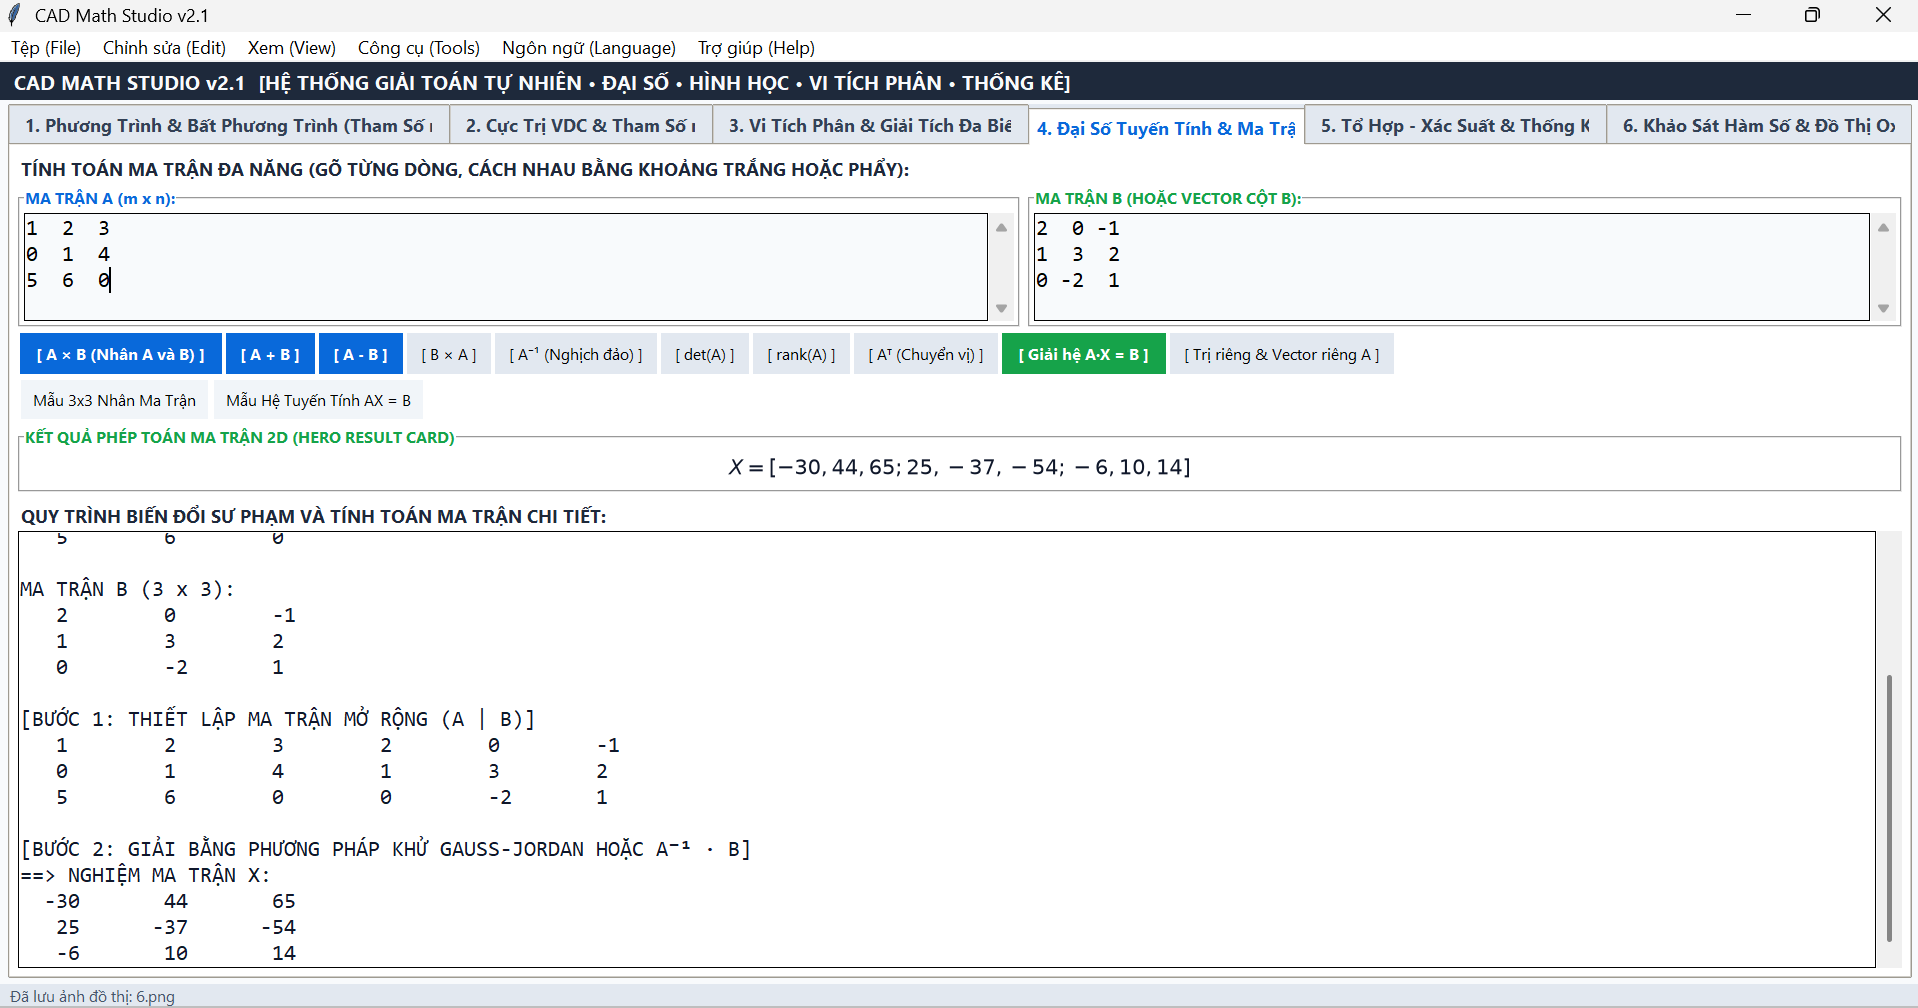 CAD Math Studio v2.1
Tệp (File) Chỉnh sửa (Edit) Xem (View) Công cụ (Tools) Ngôn ngữ (Language) Trợ giúp (Help)
CAD MATH STUDIO v2.1 [HỆ THỐNG GIẢI TOÁN TỰ NHIÊN • ĐẠI SỐ • HÌNH HỌC • VI TÍCH PHÂN • THỐNG KÊ]
1. Phương Trình & Bất Phương Trình (Tham Số 2. Cực Trị VDC & Tham Số 3. Vi Tích Phân & Giải Tích Đa Biế 4. Đại Số Tuyến Tính & Ma Trậ 5. Tổ Hợp - Xác Suất & Thống K 6. Khảo Sát Hàm Số & Đồ Thị Ox
TÍNH TOÁN MA TRẬN ĐA NĂNG (GÕ TỪNG DÒNG, CÁCH NHAU BẰNG KHOẢNG TRẮNG HOẶC PHẨY):
MA TRẬN A (m x n):
1 2 3
0 1 4
5 6 0
MA TRẬN B (HOẶC VECTOR CỘT B):
2 0 -1
1 3 2
0 -2 1
[ A × B (Nhân A và B) ] [ A + B ] [ A - B ] [ B × A ] [ A⁻¹ (Nghịch đảo) ] [ det(A) ] [ rank(A) ] [ Aᵀ (Chuyển vị) ] [ Giải hệ A·X = B ] [ Trị riêng & Vector riêng A ]
Mẫu 3x3 Nhân Ma Trận Mẫu Hệ Tuyến Tính AX = B
KẾT QUẢ PHÉP TOÁN MA TRẬN 2D (HERO RESULT CARD)
X = [−30, 44, 65; 25, − 37, − 54; − 6, 10, 14]
QUY TRÌNH BIẾN ĐỔI SƯ PHẠM VÀ TÍNH TOÁN MA TRẬN CHI TIẾT:
5 6 0
MA TRẬN B (3 x 3):
2 0 -1
1 3 2
0 -2 1
[BƯỚC 1: THIẾT LẬP MA TRẬN MỞ RỘNG (A | B)]
1 2 3 2 0 -1
0 1 4 1 3 2
5 6 0 0 -2 1
[BƯỚC 2: GIẢI BẰNG PHƯƠNG PHÁP KHỬ GAUSS-JORDAN HOẶC A⁻¹ · B]
==> NGHIỆM MA TRẬN X:
-30 44 65
25 -37 -54
-6 10 14
Đã lưu ảnh đồ thị: 6.png